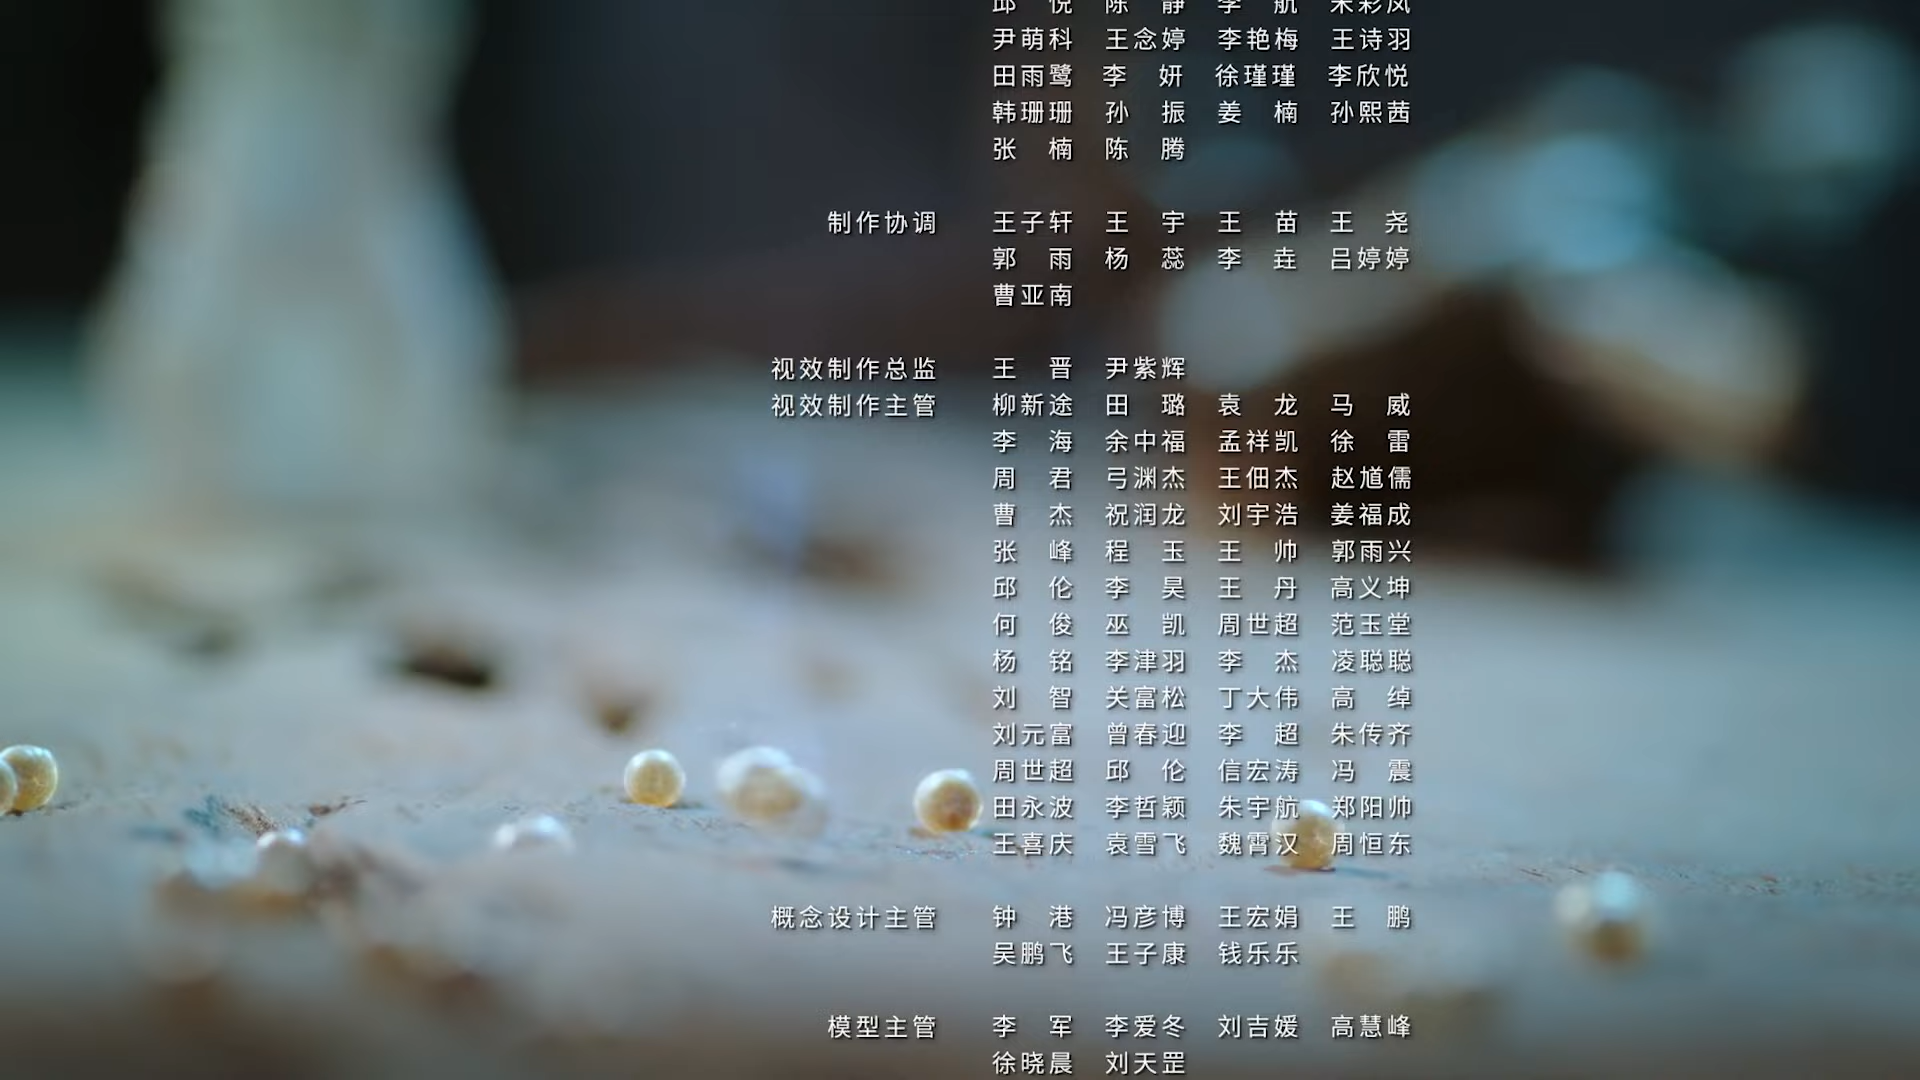 邱 悦 陈 静 李 航 朱彩凤
尹萌科 王念婷 李艳梅 王诗羽
田雨鹭 李 妍 徐瑾瑾 李欣悦
韩珊珊 孙 振 姜 楠 孙熙茜
张 楠 陈 腾
制作协调 王子轩 王 宇 王 苗 王 尧
郭 雨 杨 蕊 李 垚 吕婷婷
曹亚南
视效制作总监 王 晋 尹紫辉
视效制作主管 柳新途 田 璐 袁 龙 马 威
李 海 余中福 孟祥凯 徐 雷
周 君 弓渊杰 王佃杰 赵馗儒
曹 杰 祝润龙 刘宇浩 姜福成
张 峰 程 玉 王 帅 郭雨兴
邱 伦 李 昊 王 丹 高义坤
何 俊 巫 凯 周世超 范玉堂
杨 铭 李津羽 李 杰 凌聪聪
刘 智 关富松 丁大伟 高 绰
刘元富 曾春迎 李 超 朱传齐
周世超 邱 伦 信宏涛 冯 震
田永波 李哲颖 朱宇航 郑阳帅
王喜庆 袁雪飞 魏霄汉 周恒东
概念设计主管 钟 港 冯彦博 王宏娟 王 鹏
吴鹏飞 王子康 钱乐乐
模型主管 李 军 李爱冬 刘吉媛 高慧峰
徐晓晨 刘天罡